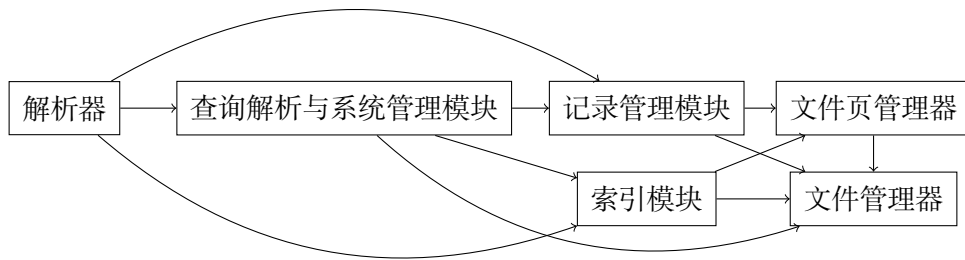 解析器
查询解析与系统管理模块
记录管理模块
文件页管理器
索引模块
文件管理器